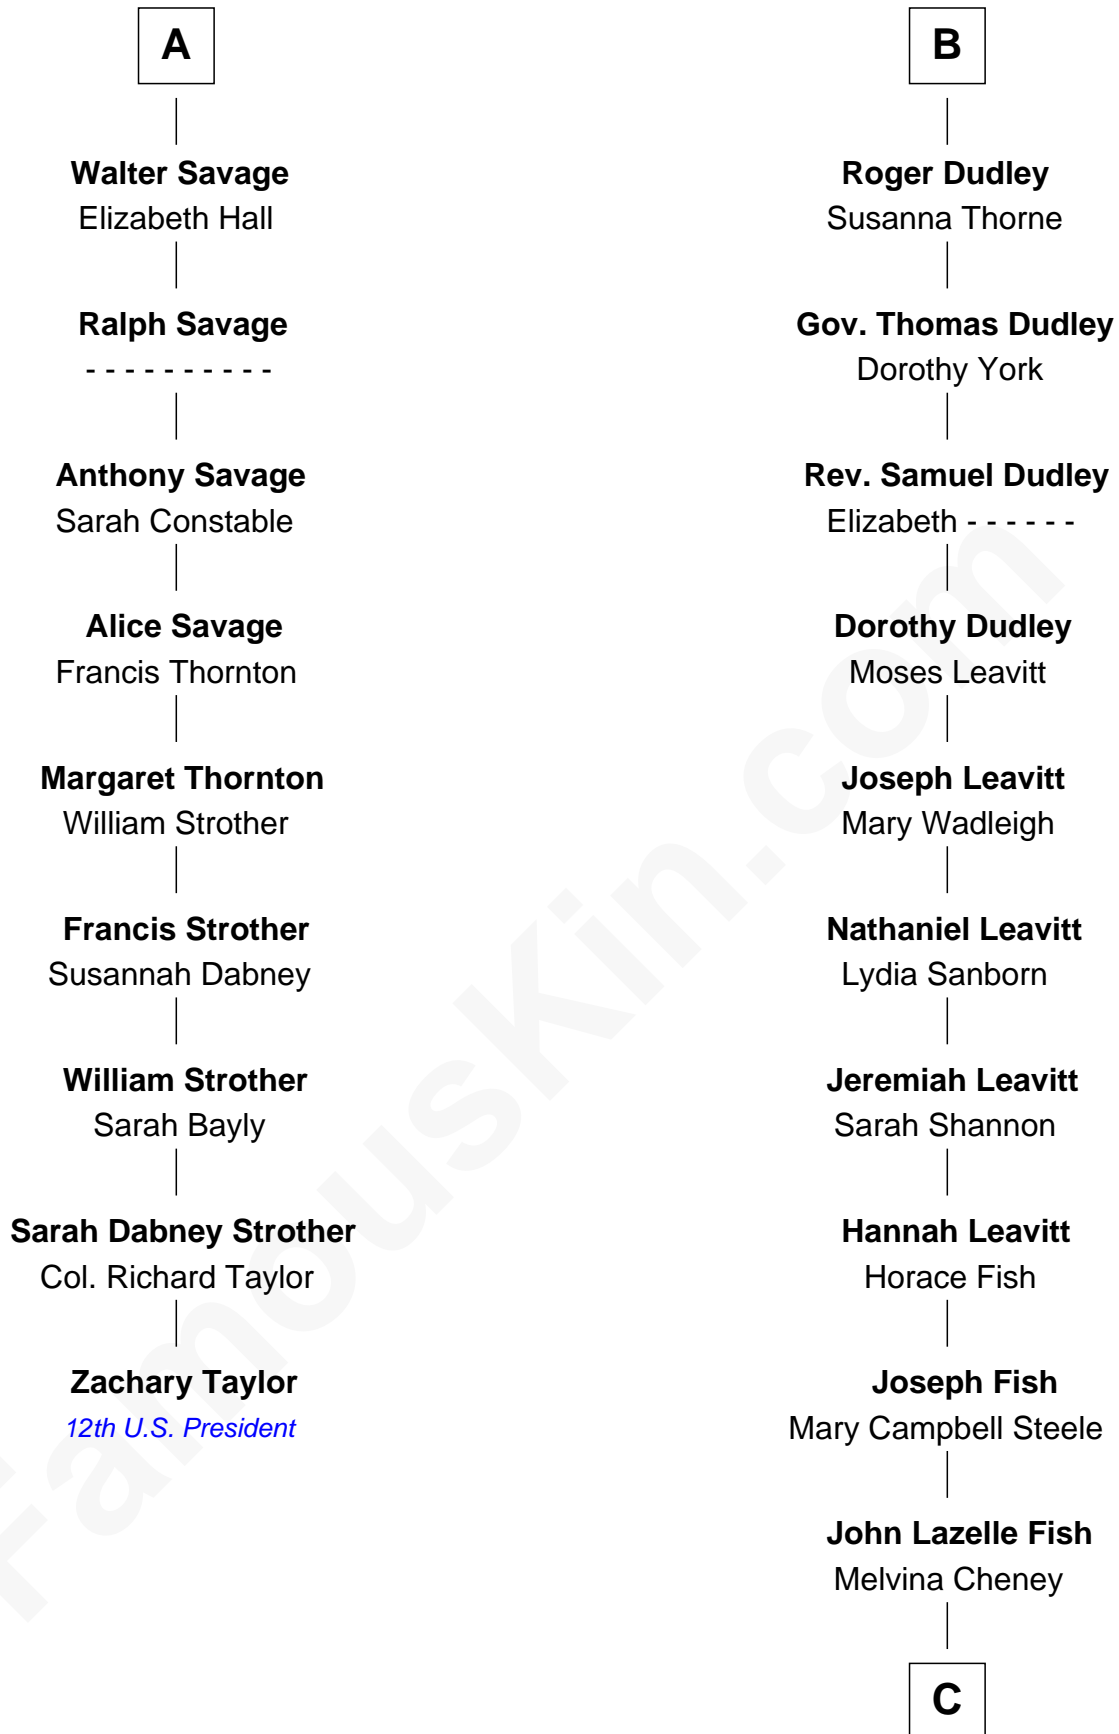 A
Walter Savage
Elizabeth Hall
Ralph Savage
- - - - - - - - - -
Anthony Savage
Sarah Constable
Alice Savage
Francis Thornton
Margaret Thornton
William Strother
Francis Strother
Susannah Dabney
William Strother
Sarah Bayly
Sarah Dabney Strother
Col. Richard Taylor
Zachary Taylor
12th U.S. President
B
Roger Dudley
Susanna Thorne
Gov. Thomas Dudley
Dorothy York
Rev. Samuel Dudley
Elizabeth - - - - - -
Dorothy Dudley
Moses Leavitt
Joseph Leavitt
Mary Wadleigh
Nathaniel Leavitt
Lydia Sanborn
Jeremiah Leavitt
Sarah Shannon
Hannah Leavitt
Horace Fish
Joseph Fish
Mary Campbell Steele
John Lazelle Fish
Melvina Cheney
C
FamousKin.com